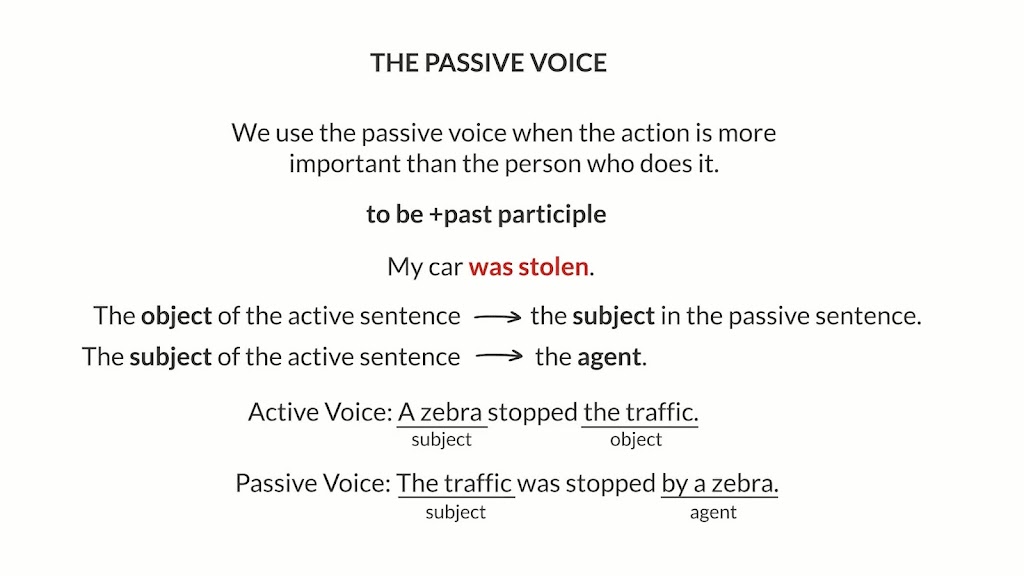 THE PASSIVE VOICE
We use the passive voice when the action is more
important than the person who does it.
to be +past participle
My car was stolen.
The object of the active sentence → the subject in the passive sentence.
The subject of the active sentence → the agent.
Active Voice: A zebra stopped the traffic.
subject object
Passive Voice: The traffic was stopped by a zebra.
subject agent